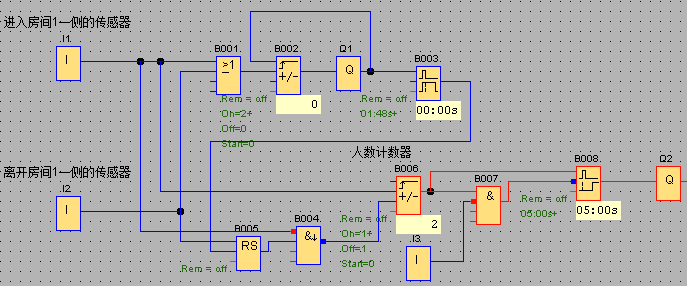 进入房间1一侧的传感器
I1
I
B001
>1
B002
+/-
0
Q1
Q
B003
00:00s
Rem = off
On=2+
Off=0
Start=0
Rem = off
01:48s+
人数计数器
离开房间1一侧的传感器
I2
I
B005
RS
Rem = off
B004
&↓
B006
+/-
2
Rem = off
On=1+
Off=1
Start=0
I3
I
B007
&
B008
05:00s
Rem = off
05:00s+
Q2
Q